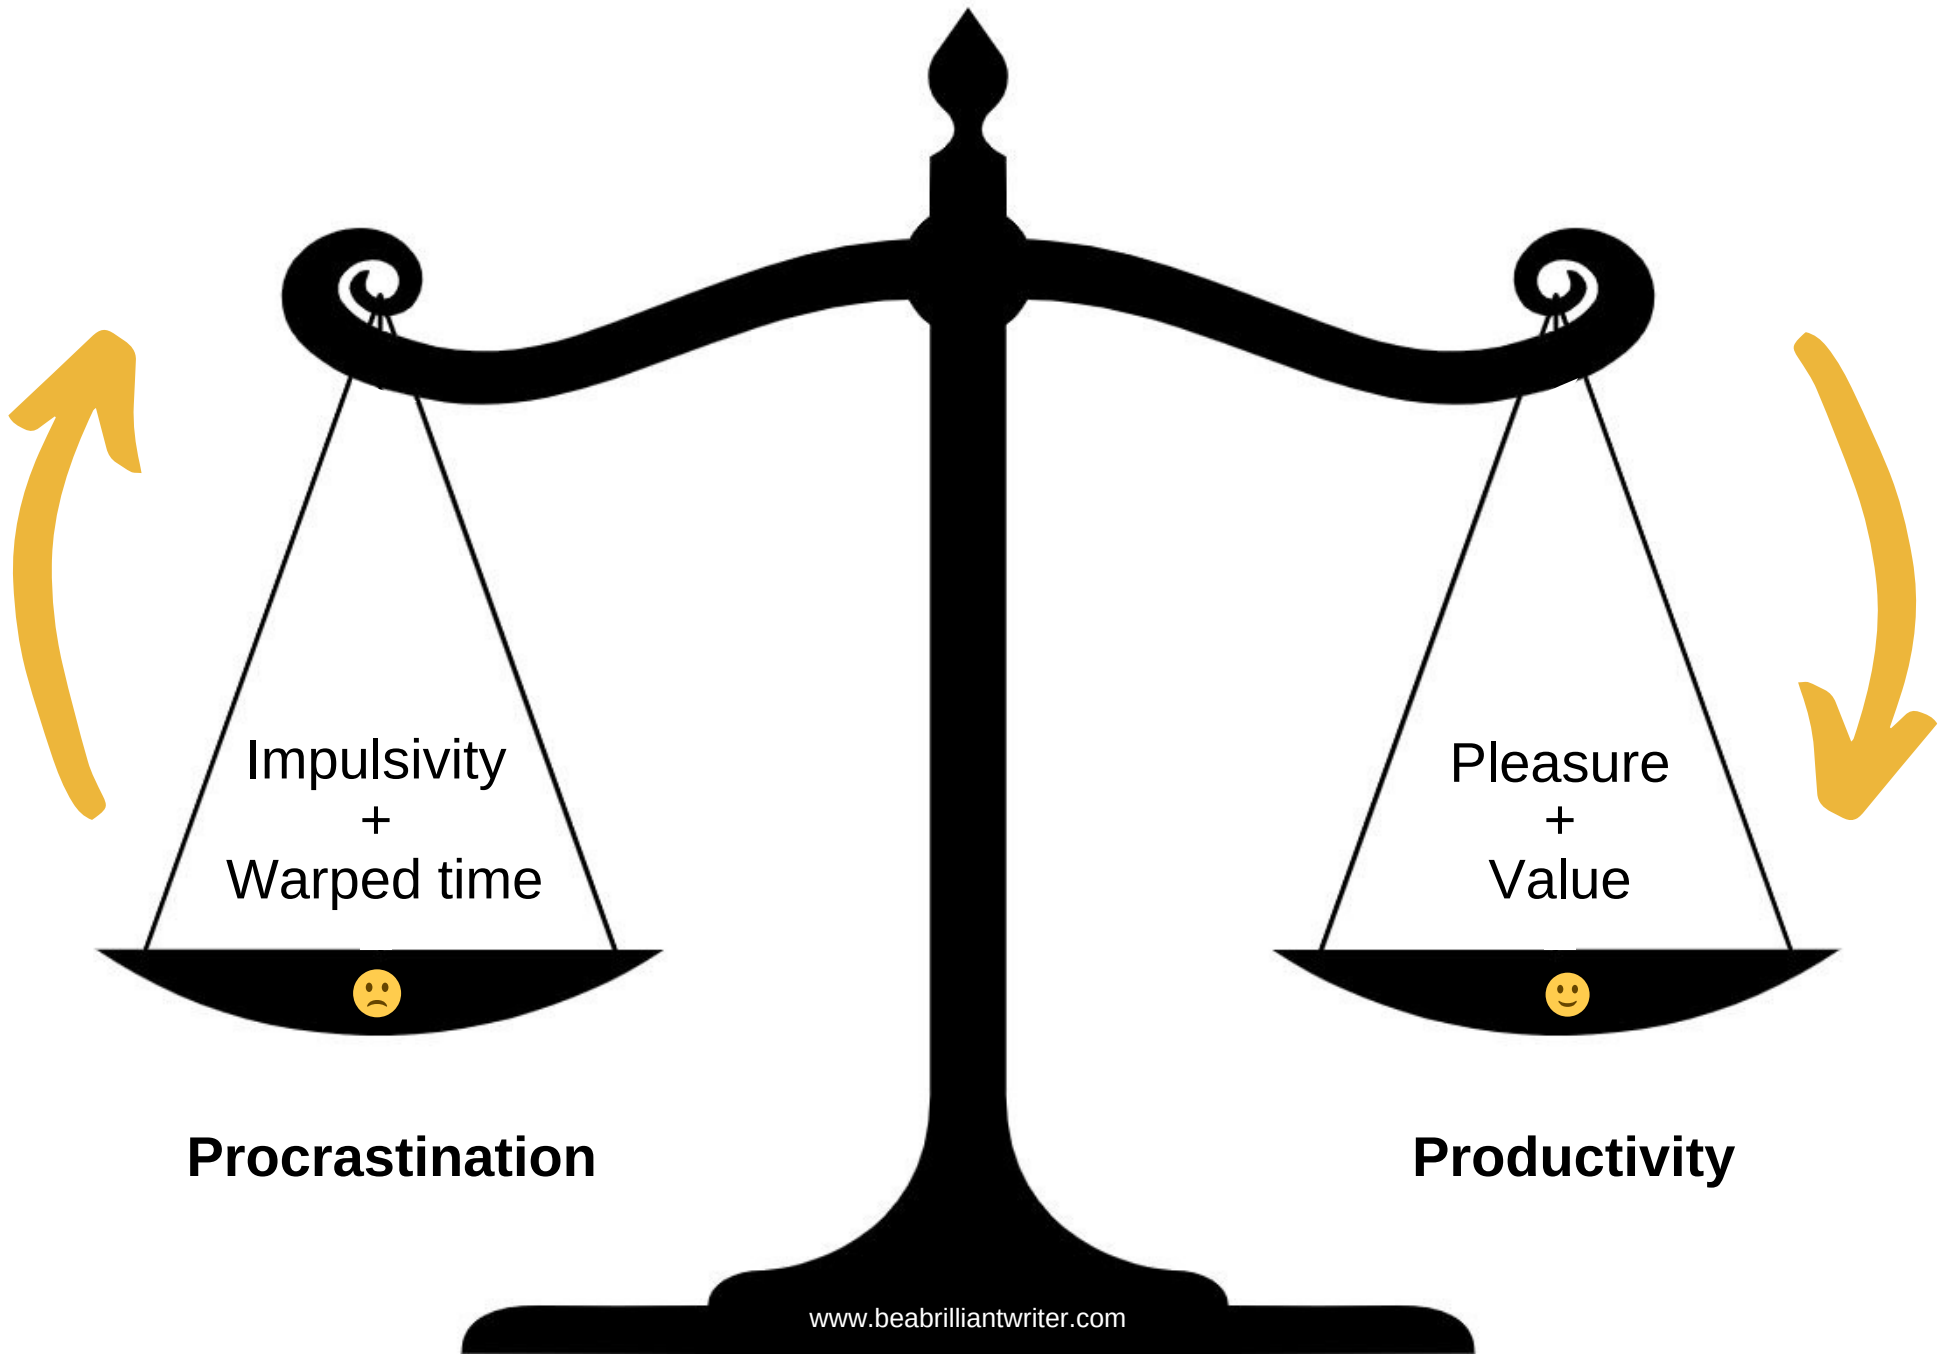 Impulsivity
+
Warped time
Pleasure
+
Value
Procrastination
Productivity
www.beabrilliantwriter.com